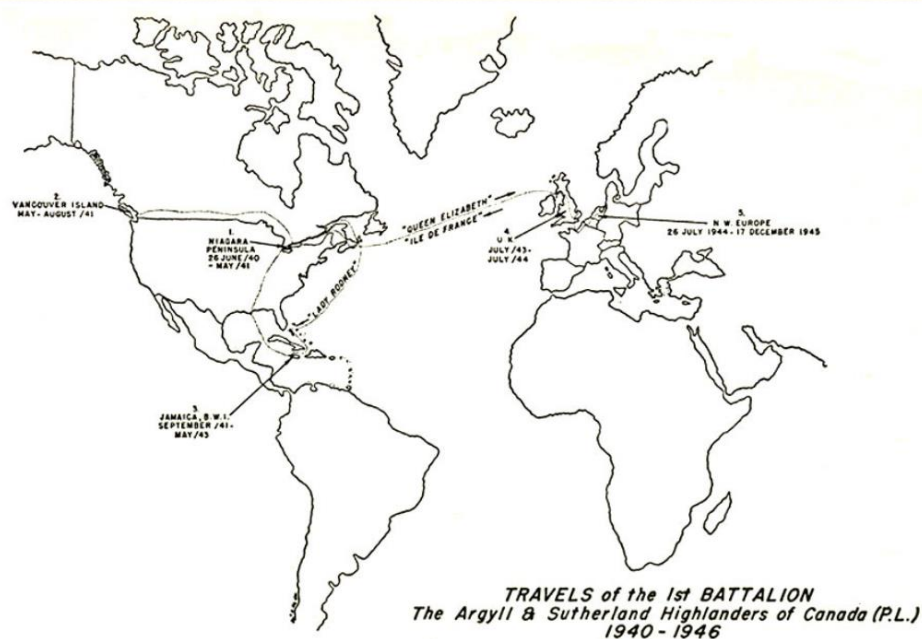 2.
VANCOUVER ISLAND
MAY - AUGUST /41
1.
NIAGARA
PENINSULA
26 JUNE/40
- MAY/41
"QUEEN ELIZABETH"
"ILE DE FRANCE"
"LADY RODNEY"
4.
U K
JULY/43-
JULY/44
5.
N.W. EUROPE
26 JULY 1944 - 17 DECEMBER 1945
3.
JAMAICA, B.W.I.
SEPTEMBER /41-
MAY/43
TRAVELS of the 1st BATTALION
The Argyll & Sutherland Highlanders of Canada (P.L.)
1940 - 1946